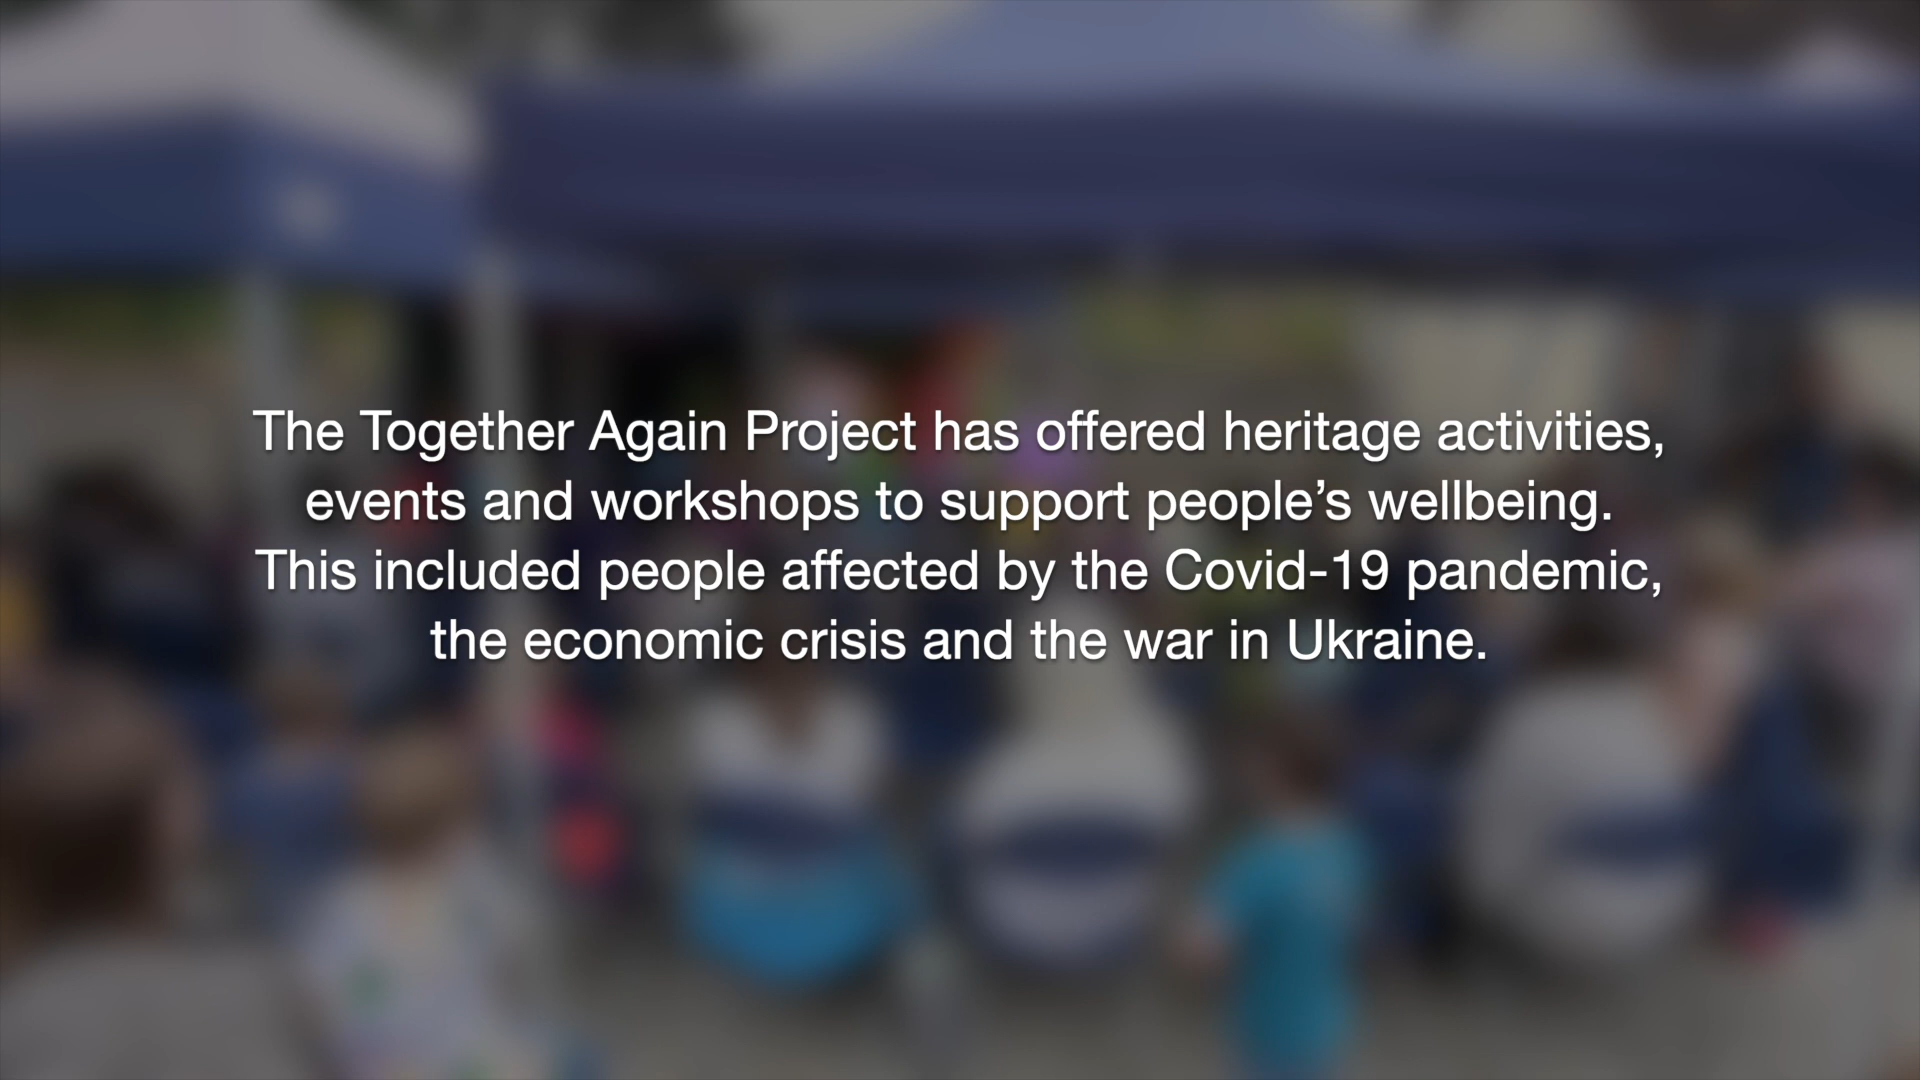 The Together Again Project has offered heritage activities,
events and workshops to support people’s wellbeing.
This included people affected by the Covid-19 pandemic,
the economic crisis and the war in Ukraine.